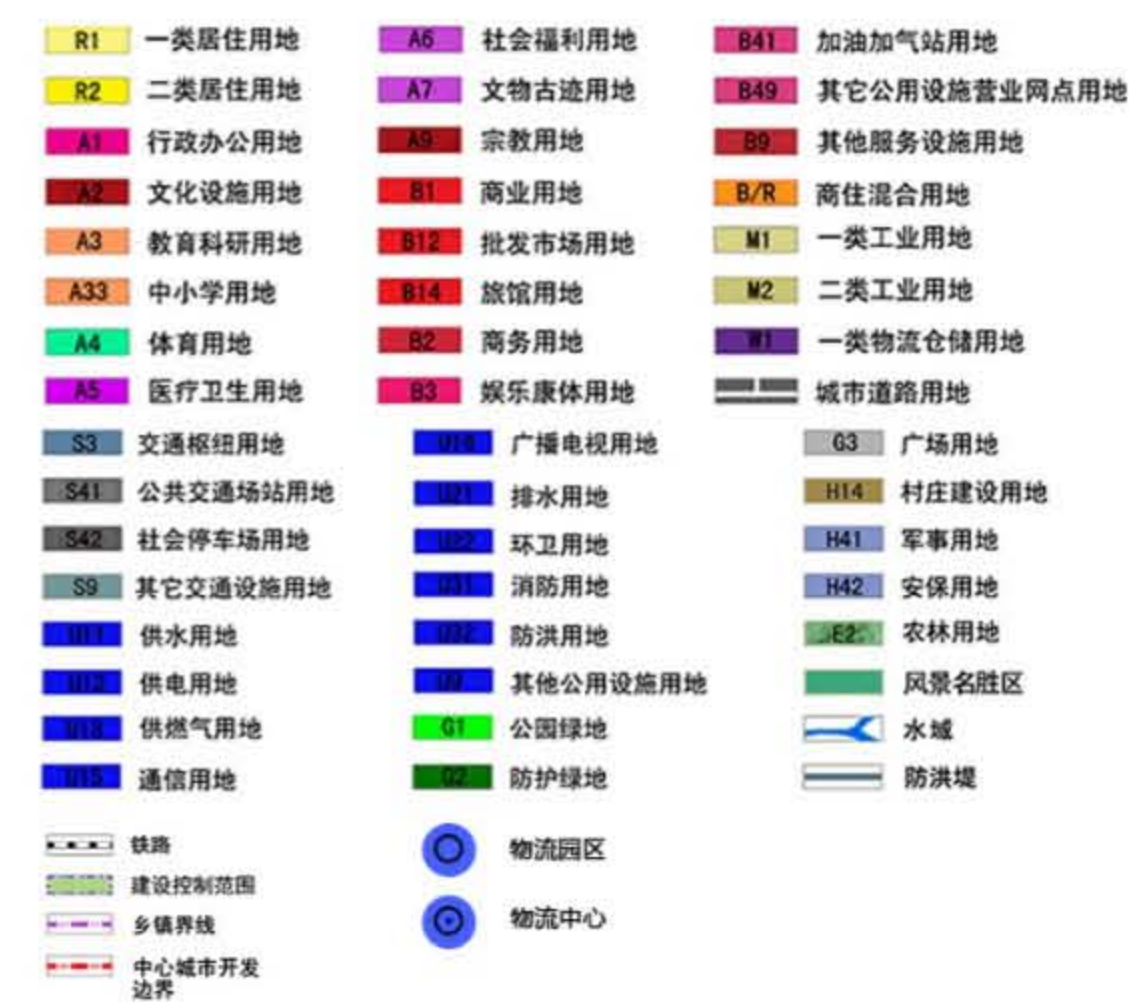 R1 一类居住用地 A6 社会福利用地 B41 加油加气站用地
R2 二类居住用地 A7 文物古迹用地 B49 其它公用设施营业网点用地
A1 行政办公用地 A9 宗教用地 B9 其他服务设施用地
A2 文化设施用地 B1 商业用地 B/R 商住混合用地
A3 教育科研用地 B12 批发市场用地 M1 一类工业用地
A33 中小学用地 B14 旅馆用地 M2 二类工业用地
A4 体育用地 B2 商务用地 W1 一类物流仓储用地
A5 医疗卫生用地 B3 娱乐康体用地 城市道路用地
S3 交通枢纽用地 广播电视用地 G3 广场用地
S41 公共交通场站用地 U21 排水用地 H14 村庄建设用地
S42 社会停车场用地 U22 环卫用地 H41 军事用地
S9 其它交通设施用地 U31 消防用地 H42 安保用地
U11 供水用地 U32 防洪用地 E2 农林用地
U12 供电用地 U9 其他公用设施用地 风景名胜区
U13 供燃气用地 G1 公园绿地 水域
U15 通信用地 G2 防护绿地 防洪堤
铁路 物流园区
建设控制范围
乡镇界线 物流中心
中心城市开发
边界